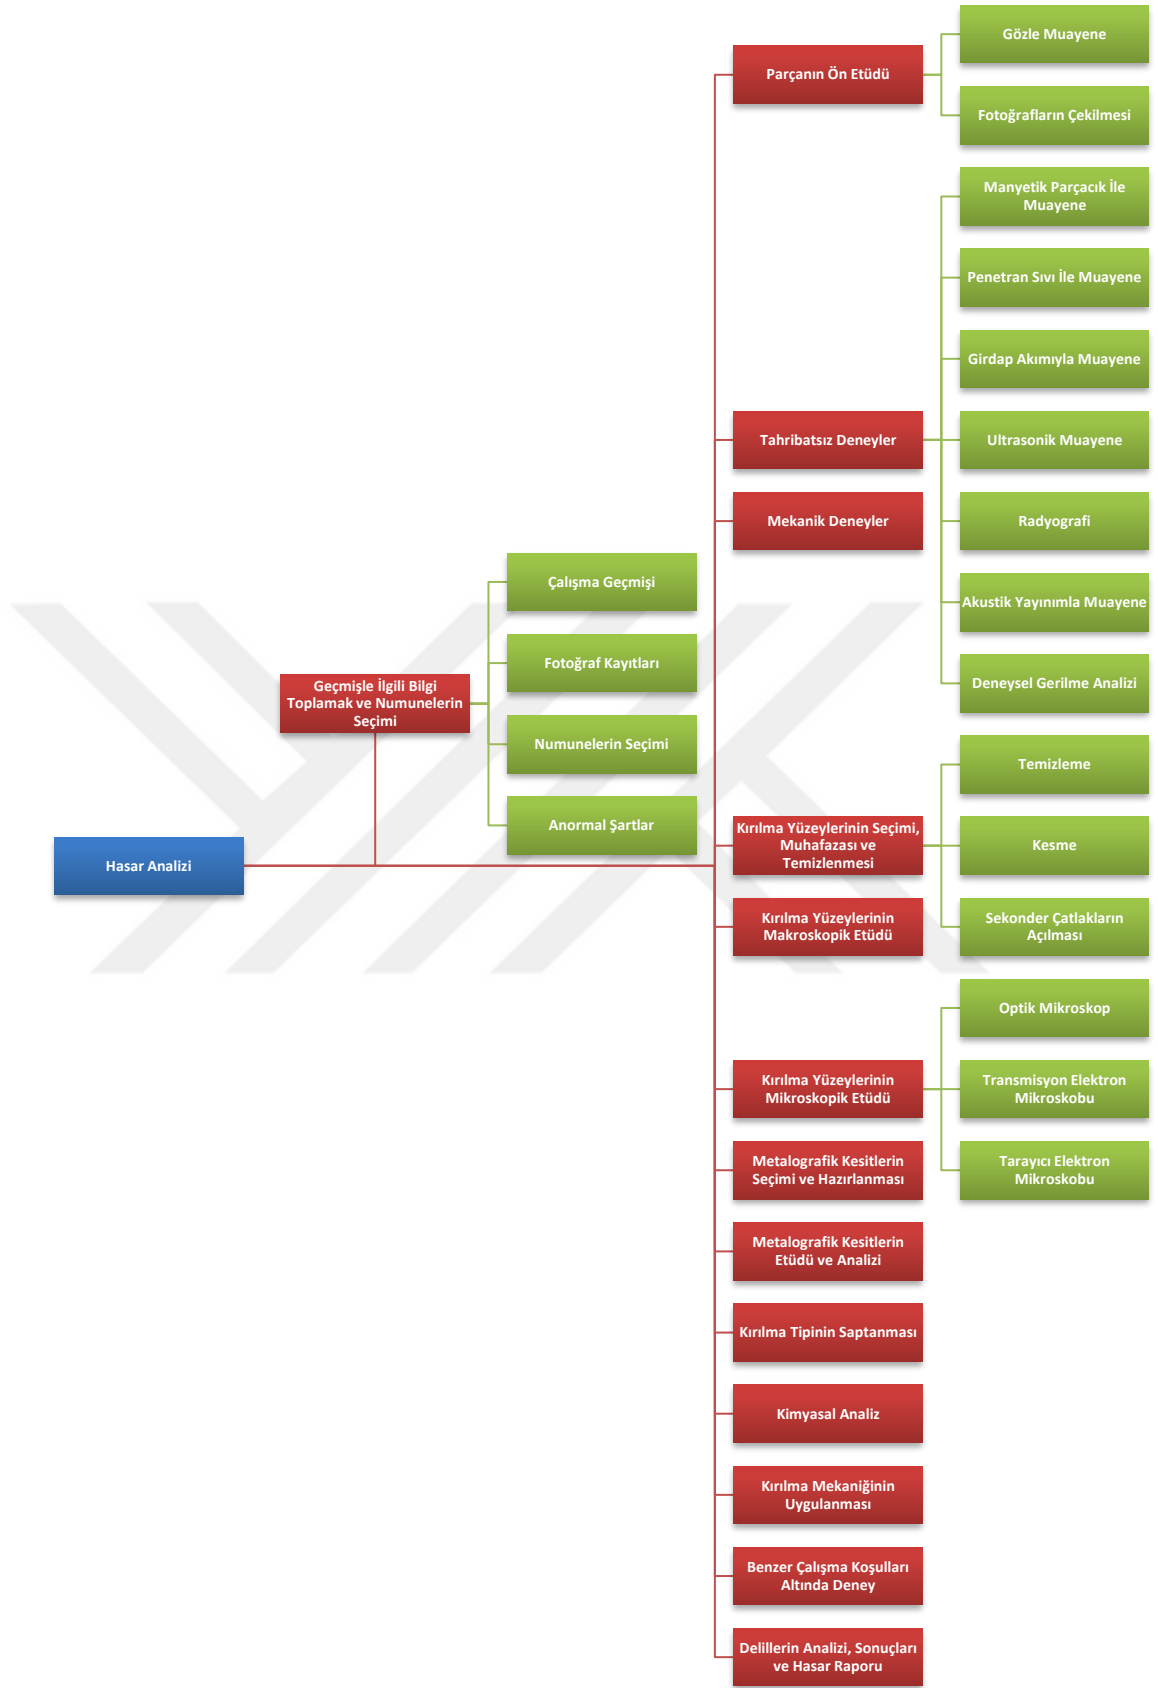 Hasar Analizi
Geçmişle İlgili Bilgi
Toplamak ve Numunelerin
Seçimi
Çalışma Geçmişi
Fotoğraf Kayıtları
Numunelerin Seçimi
Anormal Şartlar
Parçanın Ön Etüdü
Gözle Muayene
Fotoğrafların Çekilmesi
Tahribatsız Deneyler
Manyetik Parçacık İle
Muayene
Penetran Sıvı İle Muayene
Girdap Akımıyla Muayene
Ultrasonik Muayene
Radyografi
Akustik Yayınımla Muayene
Deneysel Gerilme Analizi
Mekanik Deneyler
Kırılma Yüzeylerinin Seçimi,
Muhafazası ve
Temizlenmesi
Temizleme
Kesme
Sekonder Çatlakların
Açılması
Kırılma Yüzeylerinin
Makroskopik Etüdü
Kırılma Yüzeylerinin
Mikroskopik Etüdü
Optik Mikroskop
Transmisyon Elektron
Mikroskobu
Tarayıcı Elektron
Mikroskobu
Metalografik Kesitlerin
Seçimi ve Hazırlanması
Metalografik Kesitlerin
Etüdü ve Analizi
Kırılma Tipinin Saptanması
Kimyasal Analiz
Kırılma Mekaniğinin
Uygulanması
Benzer Çalışma Koşulları
Altında Deney
Delillerin Analizi, Sonuçları
ve Hasar Raporu